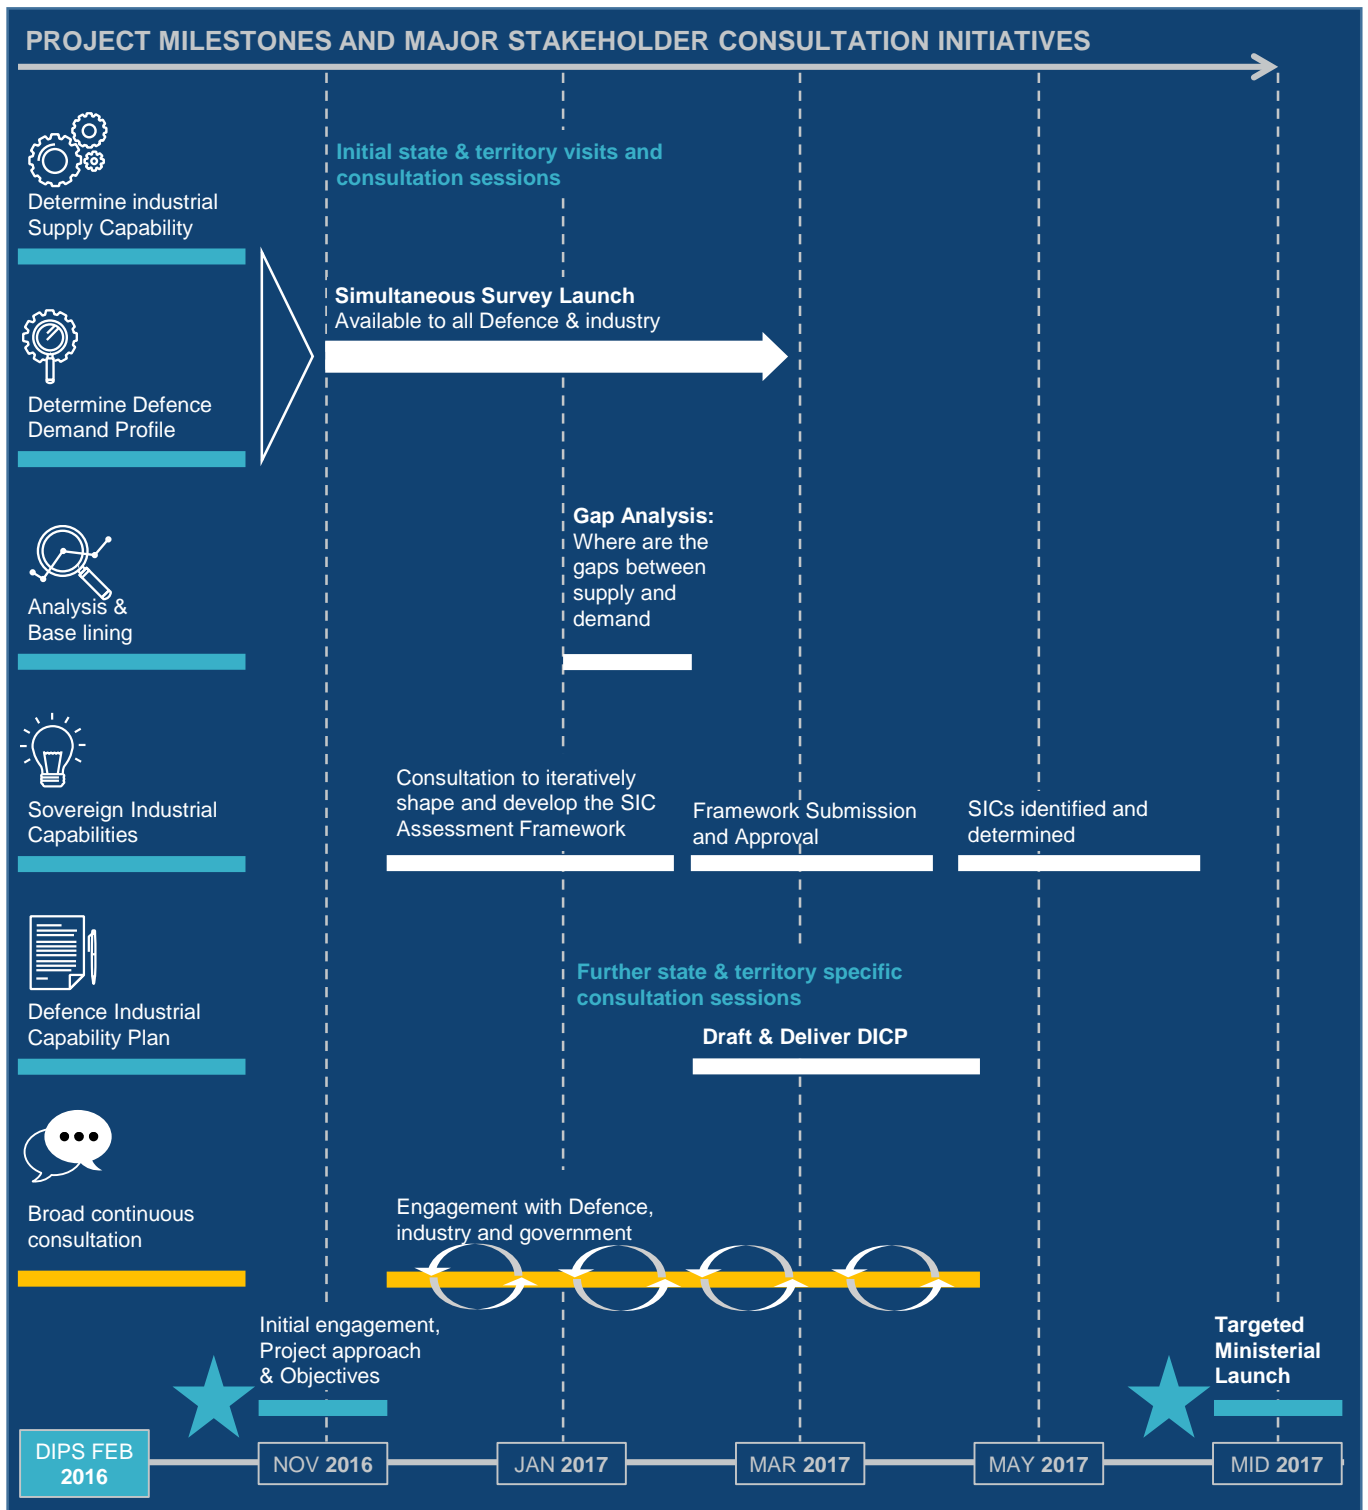 PROJECT MILESTONES AND MAJOR STAKEHOLDER CONSULTATION INITIATIVES
Determine industrial
Supply Capability
Initial state & territory visits and
consultation sessions
Simultaneous Survey Launch
Available to all Defence & industry
Determine Defence
Demand Profile
Gap Analysis:
Where are the
gaps between
supply and
demand
Analysis &
Base lining
Sovereign Industrial
Capabilities
Consultation to iteratively
shape and develop the SIC
Assessment Framework
Framework Submission
and Approval
SICs identified and
determined
Defence Industrial
Capability Plan
Further state & territory specific
consultation sessions
Draft & Deliver DICP
Broad continuous
consultation
Engagement with Defence,
industry and government
Initial engagement,
Project approach
& Objectives
Targeted
Ministerial
Launch
DIPS FEB
2016
NOV 2016
JAN 2017
MAR 2017
MAY 2017
MID 2017